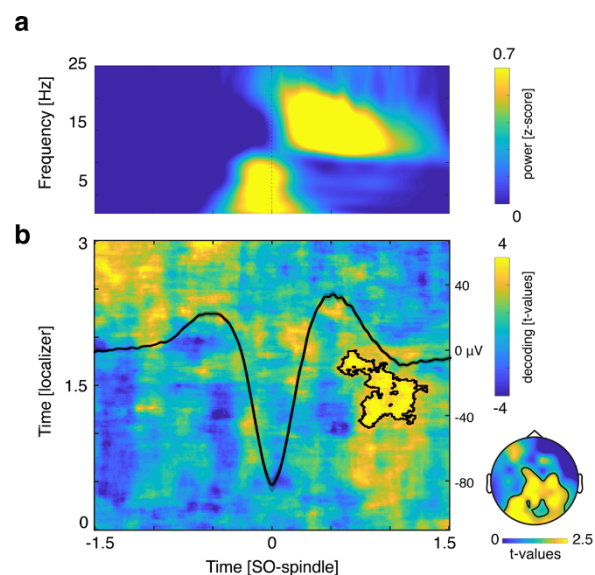 a
25
15
5
Frequency [Hz]
0.7
0
power [z-score]
b
3
1.5
0
Time [localizer]
40
0 µV
-40
-80
4
-4
decoding [t-values]
-1.5
0
1.5
Time [SO-spindle]
0
2.5
t-values